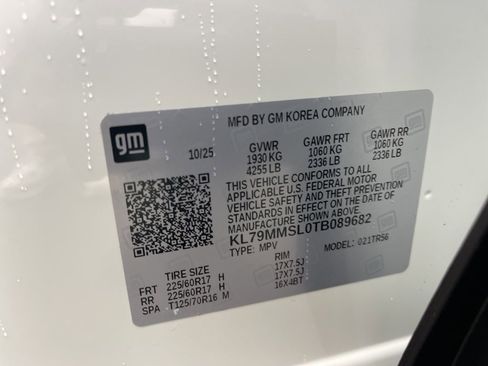 gm
MFD BY GM KOREA COMPANY
10/25 GVWR GAWR FRT GAWR RR
1930 KG 1060 KG 1060 KG
4255 LB 2336 LB 2336 LB
THIS VEHICLE CONFORMS TO ALL
APPLICABLE U.S. FEDERAL MOTOR
VEHICLE SAFETY AND THEFT PREVENTION
STANDARDS IN EFFECT ON THE DATE OF
MANUFACTURE SHOWN ABOVE.
KL79MMSL0TB089682
TYPE: MPV MODEL: 021TR56
TIRE SIZE RIM
FRT 225/60R17 H 17X7.5J
RR 225/60R17 H 17X7.5J
SPA T125/70R16 M 16X4BT